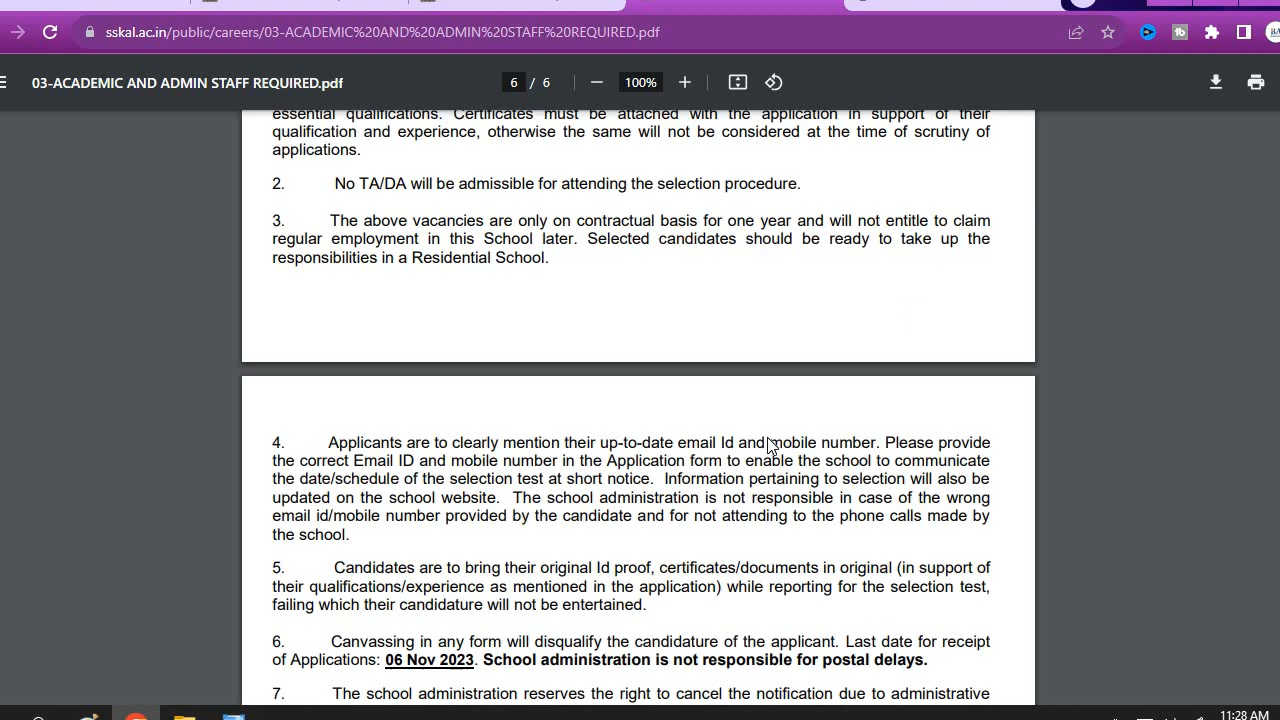 sskal.ac.in/public/careers/03-ACADEMIC%20AND%20ADMIN%20STAFF%20REQUIRED.pdf
03-ACADEMIC AND ADMIN STAFF REQUIRED.pdf
6 / 6
100%
essential qualifications. Certificates must be attached with the application in support of their
qualification and experience, otherwise the same will not be considered at the time of scrutiny of
applications.
2. No TA/DA will be admissible for attending the selection procedure.
3. The above vacancies are only on contractual basis for one year and will not entitle to claim
regular employment in this School later. Selected candidates should be ready to take up the
responsibilities in a Residential School.
4. Applicants are to clearly mention their up-to-date email Id and mobile number. Please provide
the correct Email ID and mobile number in the Application form to enable the school to communicate
the date/schedule of the selection test at short notice. Information pertaining to selection will also be
updated on the school website. The school administration is not responsible in case of the wrong
email id/mobile number provided by the candidate and for not attending to the phone calls made by
the school.
5. Candidates are to bring their original Id proof, certificates/documents in original (in support of
their qualifications/experience as mentioned in the application) while reporting for the selection test,
failing which their candidature will not be entertained.
6. Canvassing in any form will disqualify the candidature of the applicant. Last date for receipt
of Applications: 06 Nov 2023. School administration is not responsible for postal delays.
7. The school administration reserves the right to cancel the notification due to administrative
11:28 AM